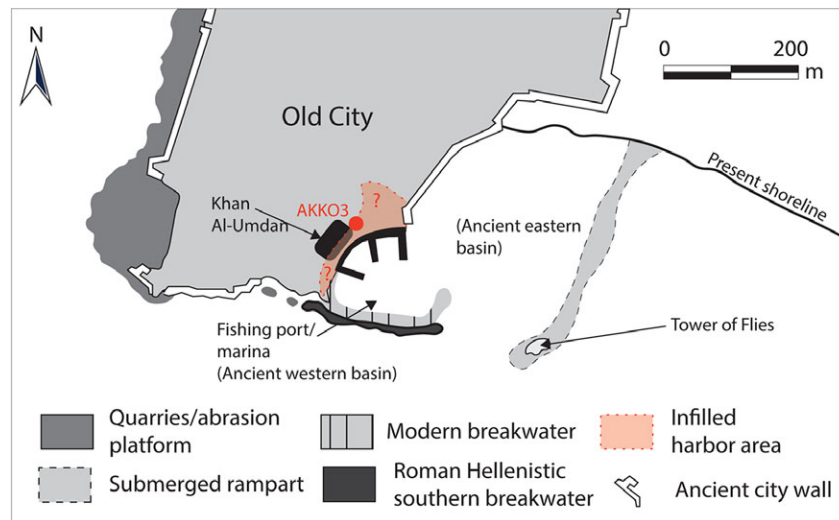 N
0 200
m
Old City
Present shoreline
Khan
Al-Umdan
AKKO3
?
?
(Ancient eastern
basin)
Fishing port/
marina
(Ancient western basin)
Tower of Flies
Quarries/abrasion
platform
Modern breakwater
Infilled
harbor area
Submerged rampart
Roman Hellenistic
southern breakwater
Ancient city wall